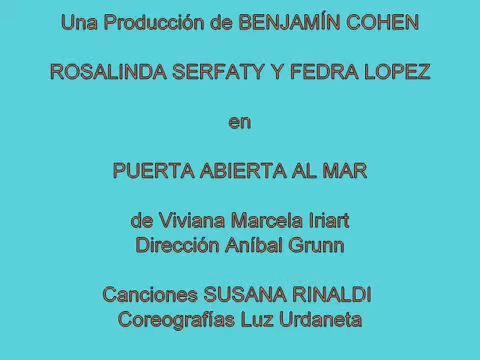 Una Producción de BENJAMÍN COHEN
ROSALINDA SERFATY Y FEDRA LOPEZ
en
PUERTA ABIERTA AL MAR
de Viviana Marcela Iriart
Dirección Aníbal Grunn
Canciones SUSANA RINALDI
Coreografías Luz Urdaneta